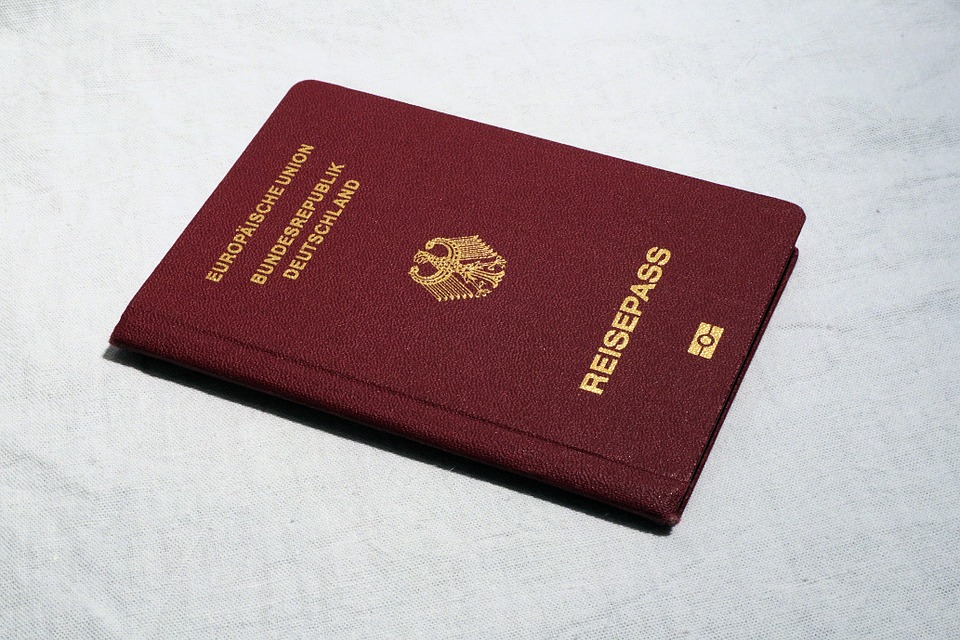 EUROPÄISCHE UNION
BUNDESREPUBLIK
DEUTSCHLAND
REISEPASS